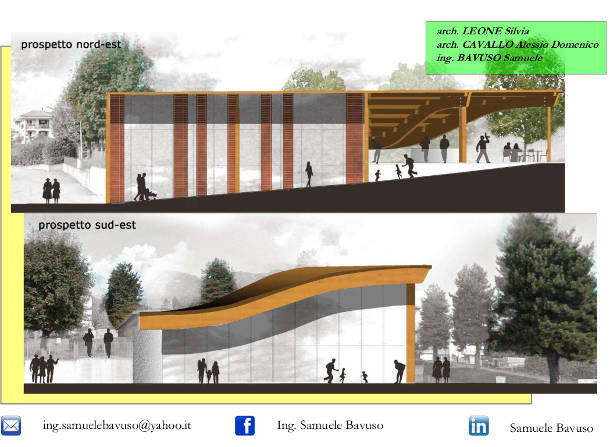 prospetto nord-est
arch. LEONE Silvia
arch. CAVALLO Alessio Domenico
ing. BAVUSO Samuele
prospetto sud-est
ing.samuelebavuso@yahoo.it
Ing. Samuele Bavuso
Samuele Bavuso